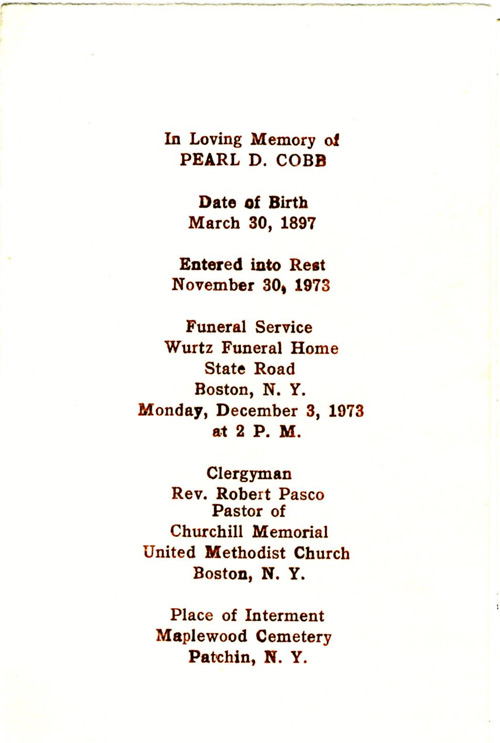 In Loving Memory of
PEARL D. COBB
Date of Birth
March 30, 1897
Entered into Rest
November 30, 1973
Funeral Service
Wurtz Funeral Home
State Road
Boston, N. Y.
Monday, December 3, 1973
at 2 P. M.
Clergyman
Rev. Robert Pasco
Pastor of
Churchill Memorial
United Methodist Church
Boston, N. Y.
Place of Interment
Maplewood Cemetery
Patchin, N. Y.